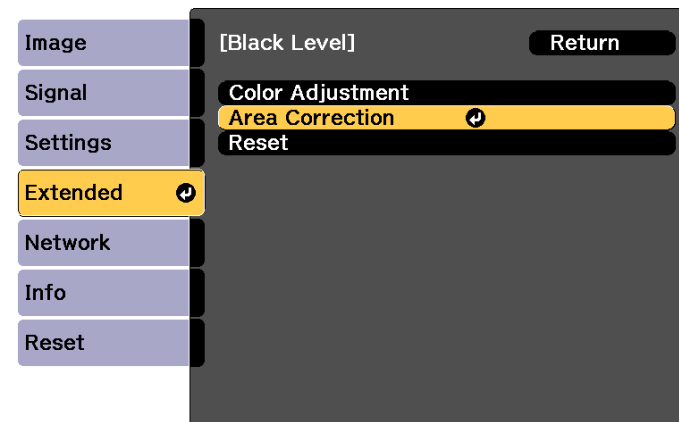 Image
Signal
Settings
Extended
Network
Info
Reset
[Black Level]
Return
Color Adjustment
Area Correction
Reset